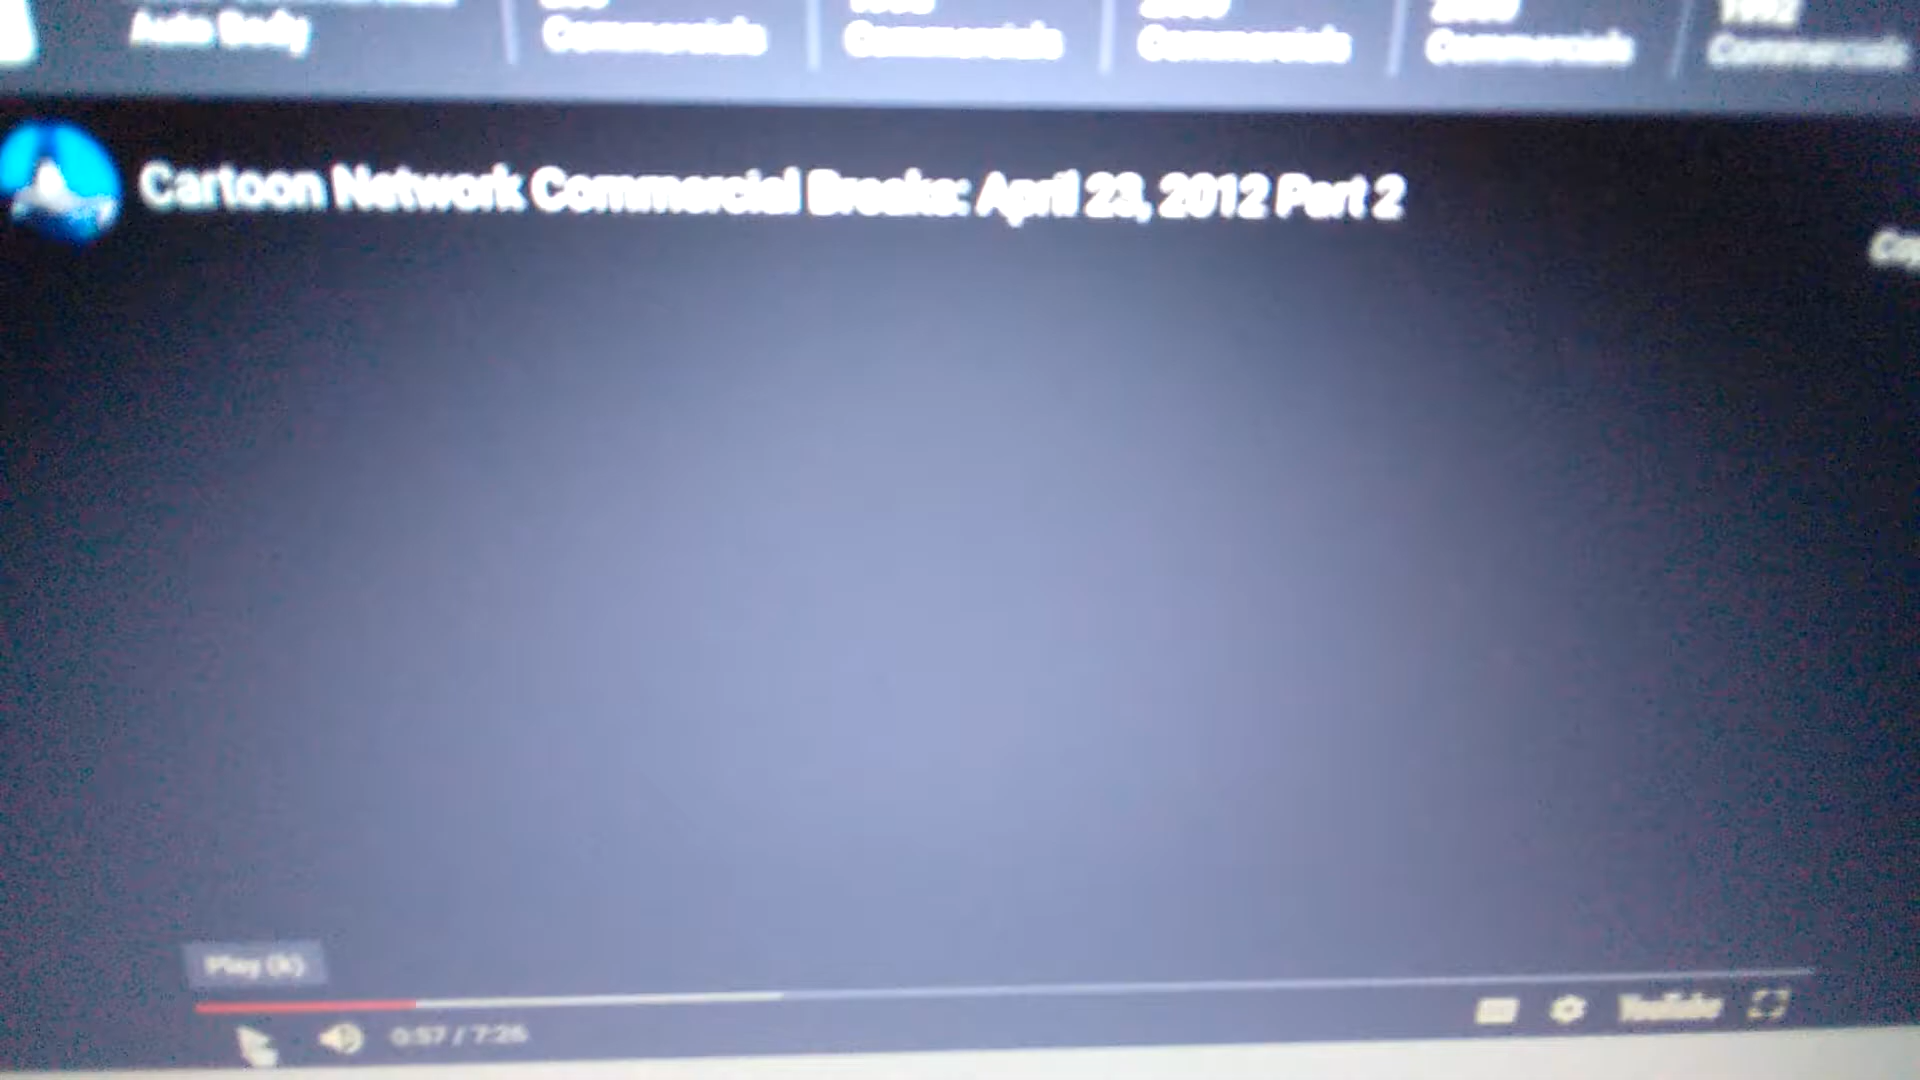 Auto Body
Commercials
Commercials
Commercials
Commercials
1992
Commercials
Cartoon Network Commercial Breaks: April 23, 2012 Part 2
Play (k)
0:57 / 7:26
YouTube